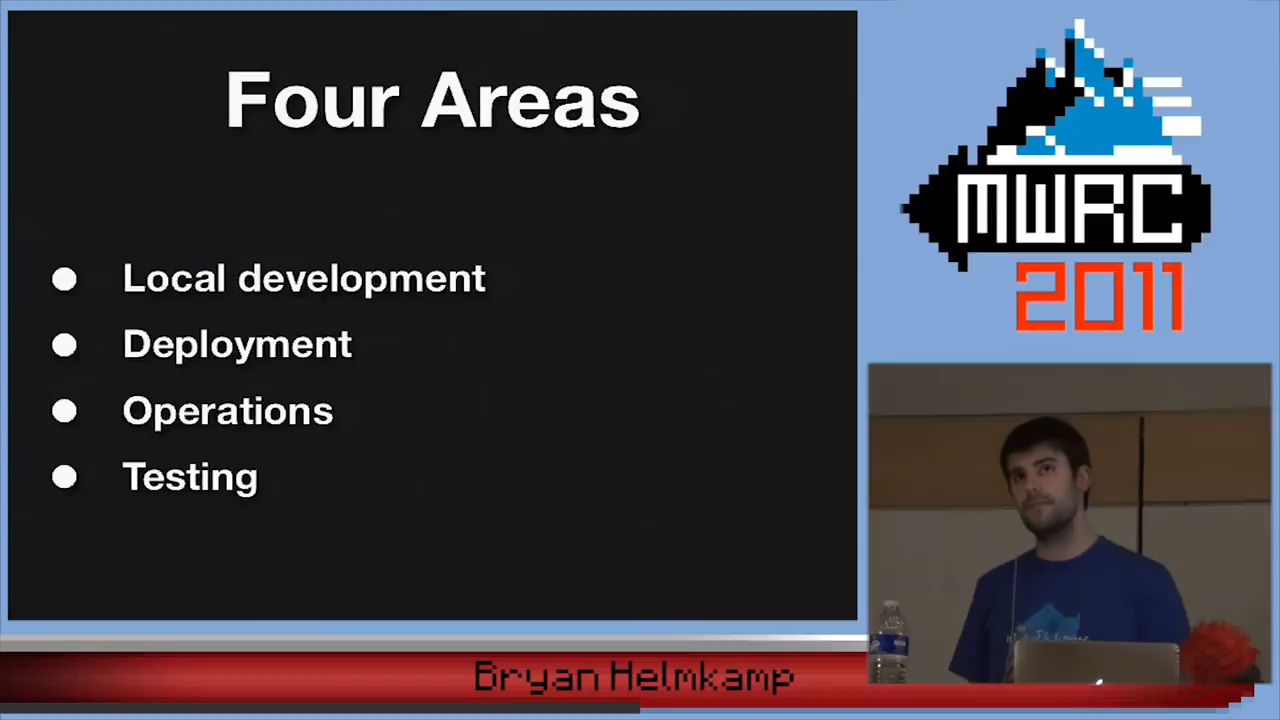 Four Areas
Local development
Deployment
Operations
Testing
MWRC
2011
Bryan Helmkamp